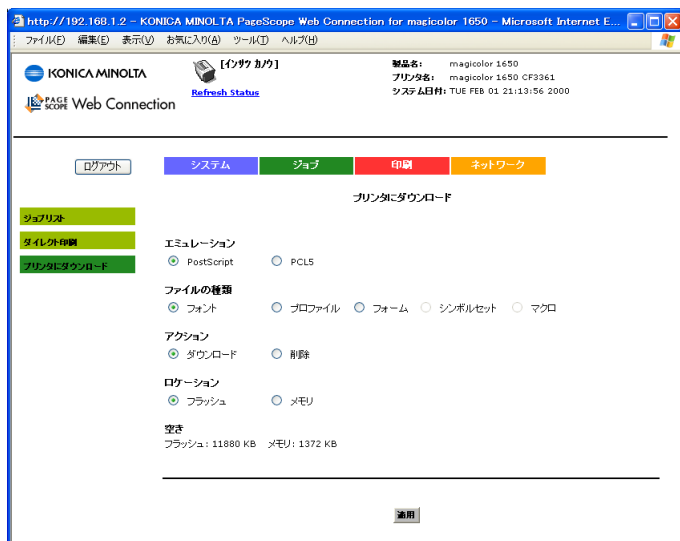 http://192.168.1.2 - KONICA MINOLTA PageScope Web Connection for magicolor 1650 - Microsoft Internet E...
ファイル(F) 編集(E) 表示(V) お気に入り(A) ツール(T) ヘルプ(H)
KONICA MINOLTA
[インサツ カノウ]
製品名: magicolor 1650
プリンタ名: magicolor 1650 CF3361
Refresh Status
システム日付: TUE FEB 01 21:13:56 2000
PAGE SCOPE Web Connection
ログアウト
システム ジョブ 印刷 ネットワーク
プリンタにダウンロード
ジョブリスト
ダイレクト印刷
プリンタにダウンロード
エミュレーション
PostScript PCL5
ファイルの種類
フォント プロファイル フォーム シンボルセット マクロ
アクション
ダウンロード 削除
ロケーション
フラッシュ メモリ
空き
フラッシュ: 11880 KB メモリ: 1372 KB
適用